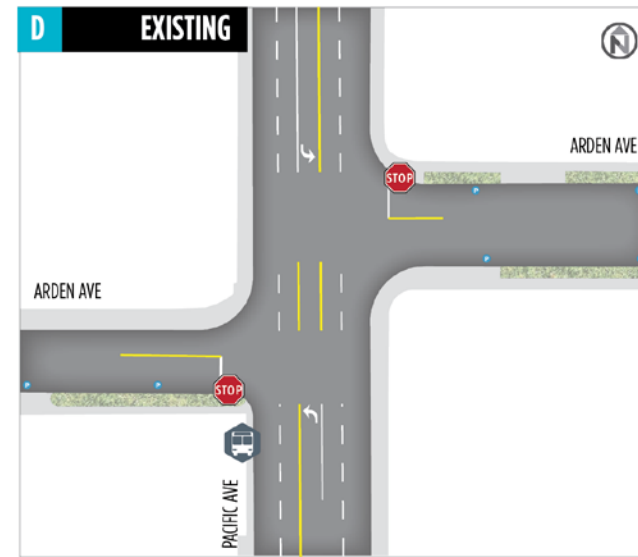 D EXISTING
N
ARDEN AVE
STOP
P
P
P
ARDEN AVE
P
P
STOP
PACIFIC AVE